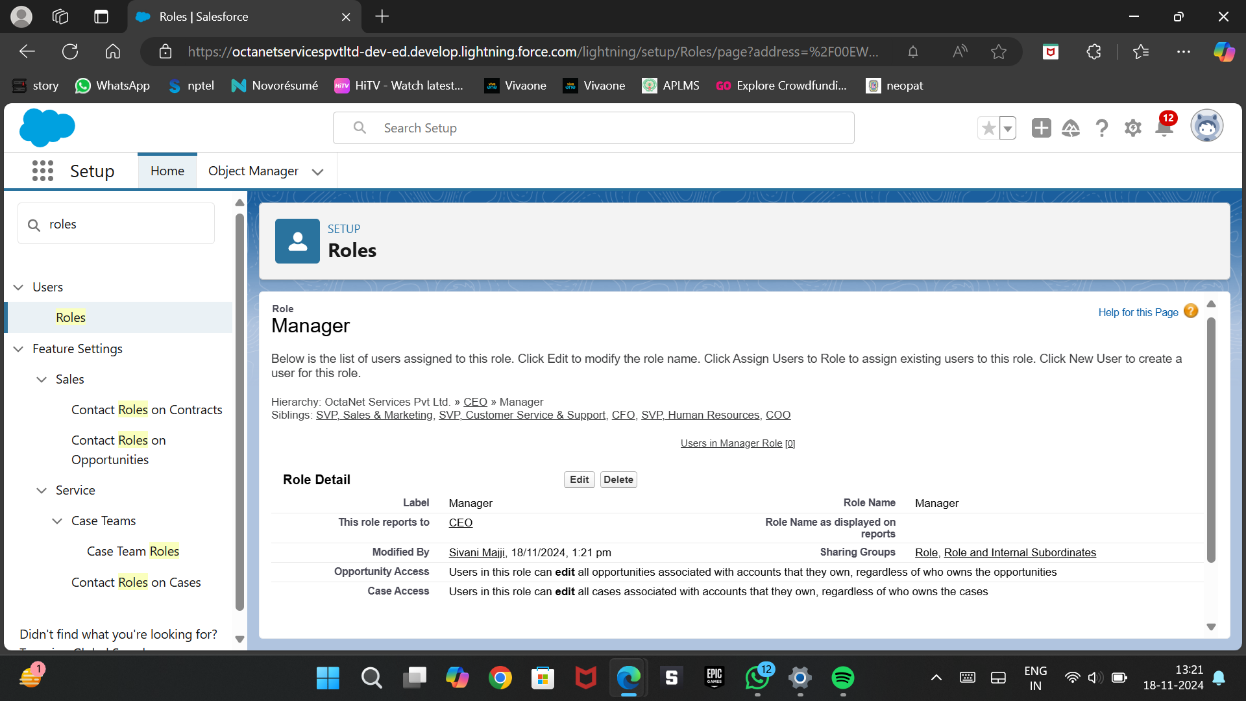 Roles | Salesforce
https://octanetservicespvtltd-dev-ed.develop.lightning.force.com/lightning/setup/Roles/page?address=%2F00EW...
story
WhatsApp
nptel
Novorésumé
HiTV - Watch latest...
Vivaone
Vivaone
APLMS
GO Explore Crowdfundi...
neopat
Search Setup
12
Setup
Home
Object Manager
roles
Users
Roles
Feature Settings
Sales
Contact Roles on Contracts
Contact Roles on
Opportunities
Service
Case Teams
Case Team Roles
Contact Roles on Cases
Didn't find what you're looking for?
SETUP
Roles
Role
Manager
Help for this Page
Below is the list of users assigned to this role. Click Edit to modify the role name. Click Assign Users to Role to assign existing users to this role. Click New User to create a
user for this role.
Hierarchy: OctaNet Services Pvt Ltd. » CEO » Manager
Siblings: SVP, Sales & Marketing, SVP, Customer Service & Support, CFO, SVP, Human Resources, COO
Users in Manager Role [0]
Role Detail
Edit
Delete
Label Manager
Role Name Manager
This role reports to CEO
Role Name as displayed on
reports
Modified By Sivani Majji, 18/11/2024, 1:21 pm
Sharing Groups Role, Role and Internal Subordinates
Opportunity Access Users in this role can edit all opportunities associated with accounts that they own, regardless of who owns the opportunities
Case Access Users in this role can edit all cases associated with accounts that they own, regardless of who owns the cases
1
EPIC
GAMES
12
ENG
IN
13:21
18-11-2024